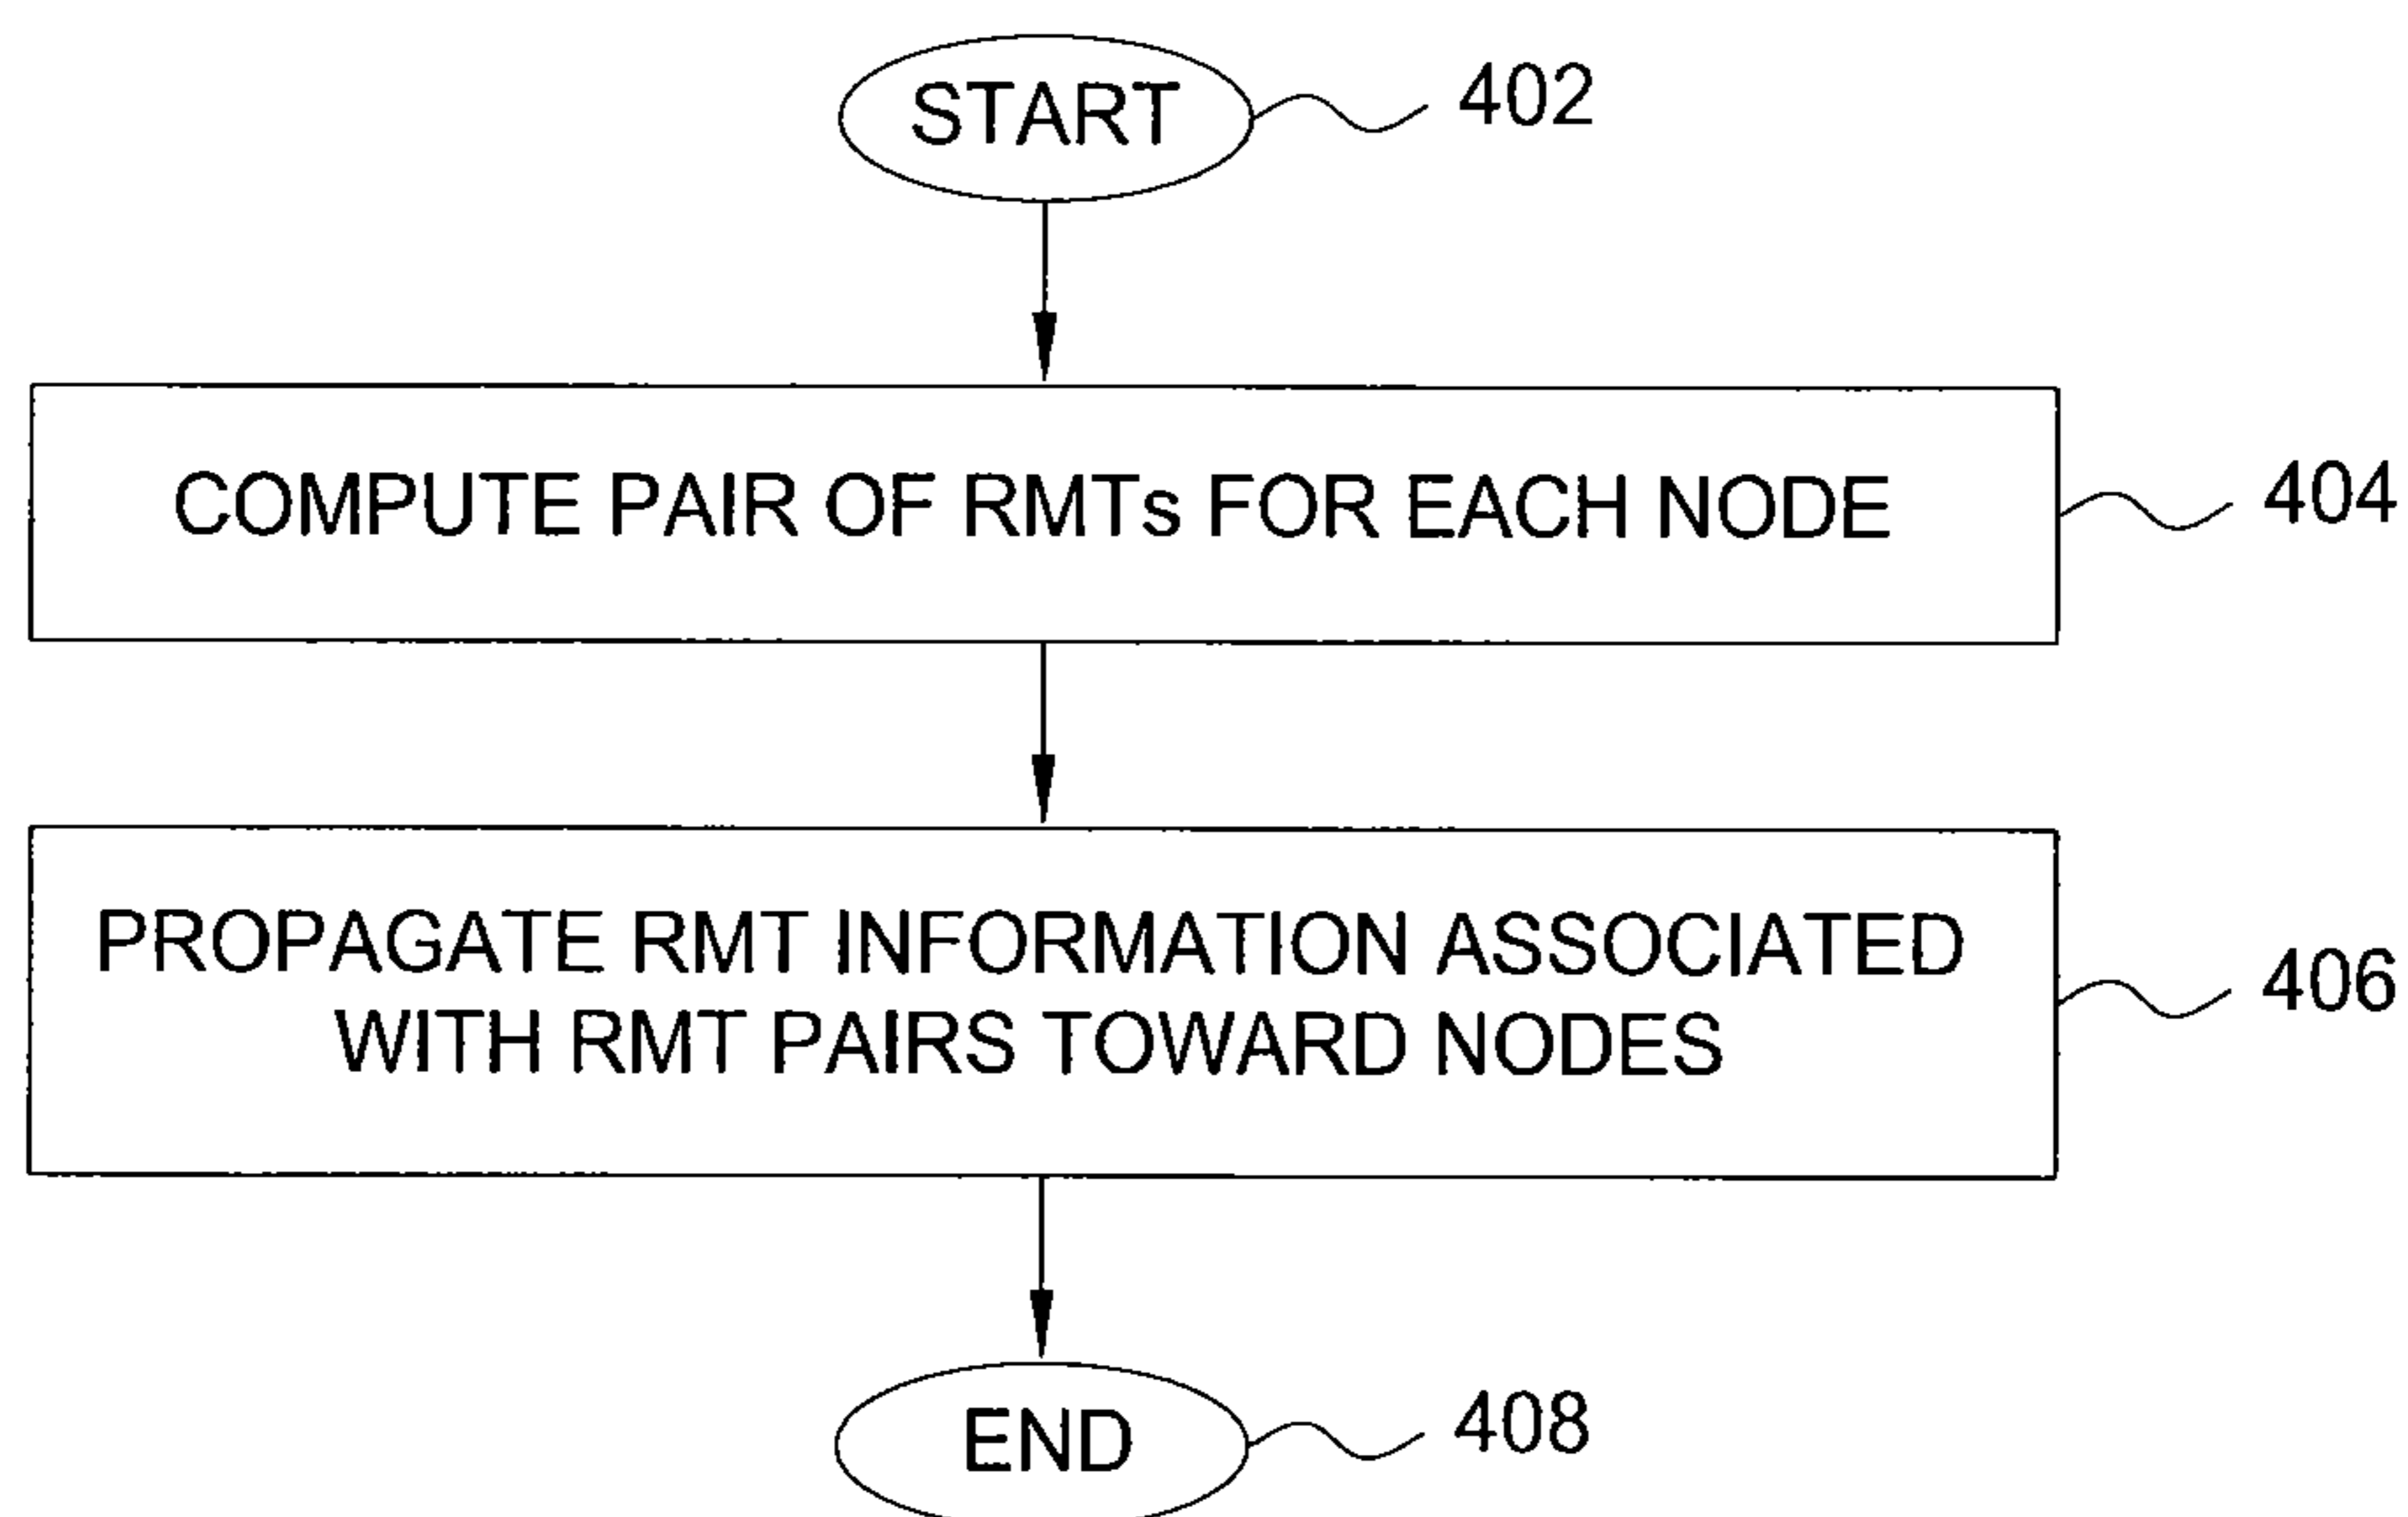 START
402
COMPUTE PAIR OF RMTs FOR EACH NODE
404
PROPAGATE RMT INFORMATION ASSOCIATED
WITH RMT PAIRS TOWARD NODES
406
END
408